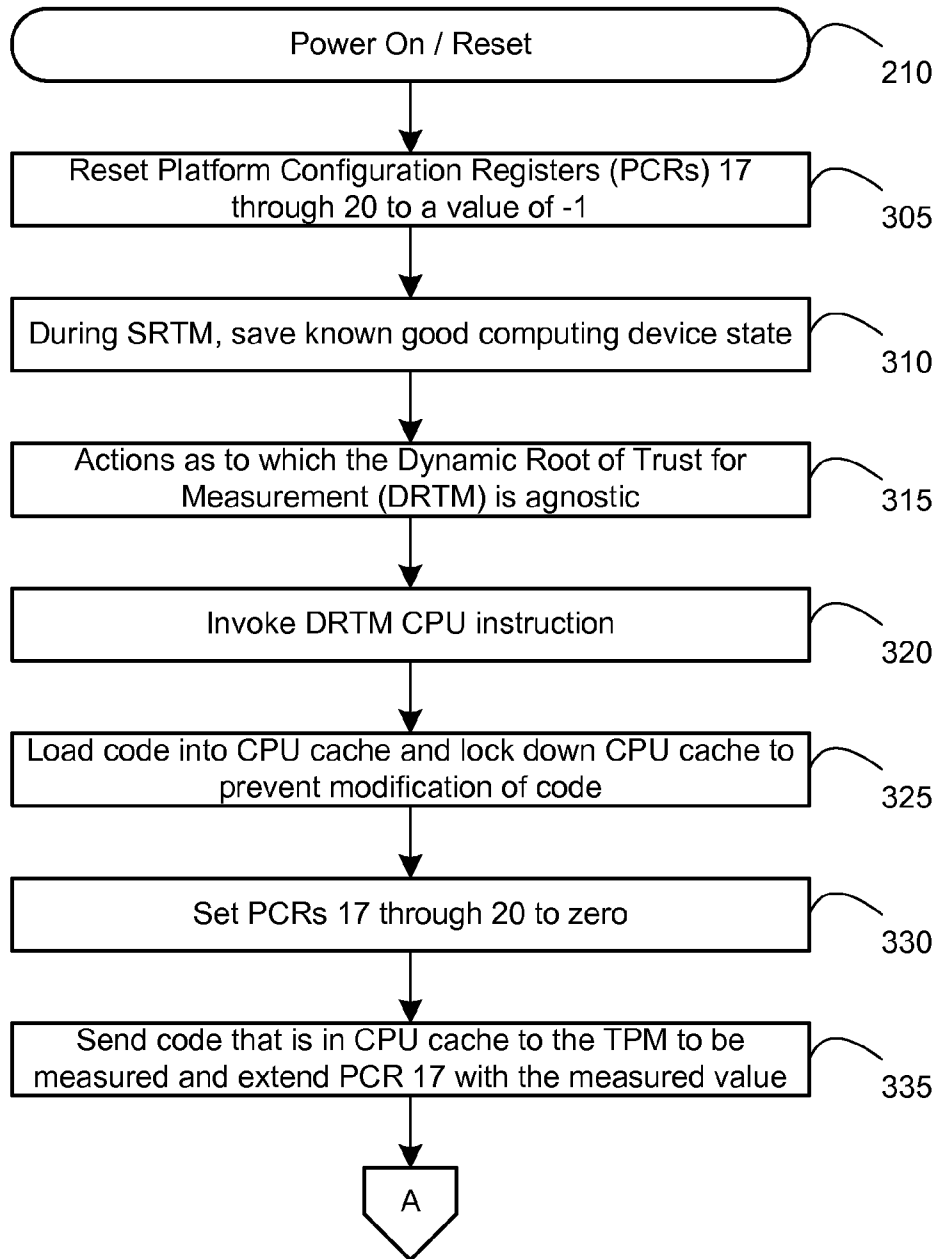 Power On / Reset
210
Reset Platform Configuration Registers (PCRs) 17
through 20 to a value of -1
305
During SRTM, save known good computing device state
310
Actions as to which the Dynamic Root of Trust for
Measurement (DRTM) is agnostic
315
Invoke DRTM CPU instruction
320
Load code into CPU cache and lock down CPU cache to
prevent modification of code
325
Set PCRs 17 through 20 to zero
330
Send code that is in CPU cache to the TPM to be
measured and extend PCR 17 with the measured value
335
A